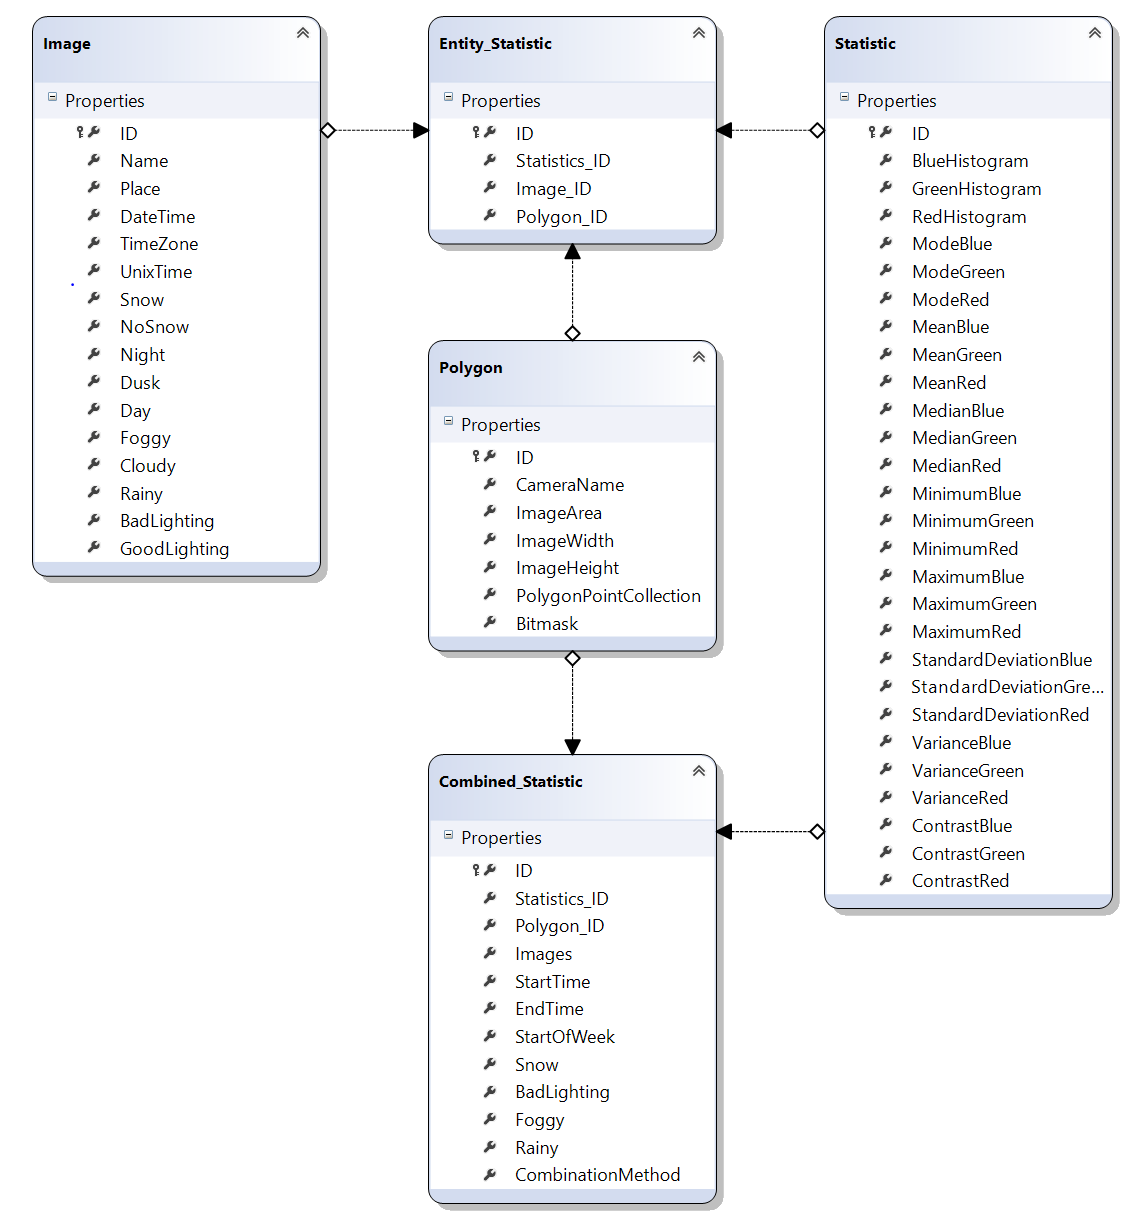 Image
Properties
ID
Name
Place
DateTime
TimeZone
UnixTime
Snow
NoSnow
Night
Dusk
Day
Foggy
Cloudy
Rainy
BadLighting
GoodLighting
Entity_Statistic
Properties
ID
Statistics_ID
Image_ID
Polygon_ID
Polygon
Properties
ID
CameraName
ImageArea
ImageWidth
ImageHeight
PolygonPointCollection
Bitmask
Combined_Statistic
Properties
ID
Statistics_ID
Polygon_ID
Images
StartTime
EndTime
StartOfWeek
Snow
BadLighting
Foggy
Rainy
CombinationMethod
Statistic
Properties
ID
BlueHistogram
GreenHistogram
RedHistogram
ModeBlue
ModeGreen
ModeRed
MeanBlue
MeanGreen
MeanRed
MedianBlue
MedianGreen
MedianRed
MinimumBlue
MinimumGreen
MinimumRed
MaximumBlue
MaximumGreen
MaximumRed
StandardDeviationBlue
StandardDeviationGre...
StandardDeviationRed
VarianceBlue
VarianceGreen
VarianceRed
ContrastBlue
ContrastGreen
ContrastRed